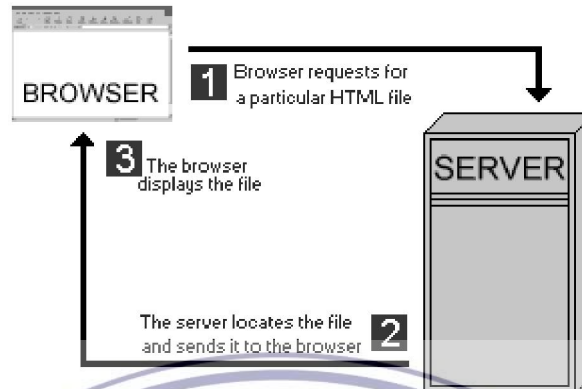 BROWSER
1 Browser requests for
a particular HTML file
SERVER
3 The browser
displays the file
The server locates the file 2
and sends it to the browser